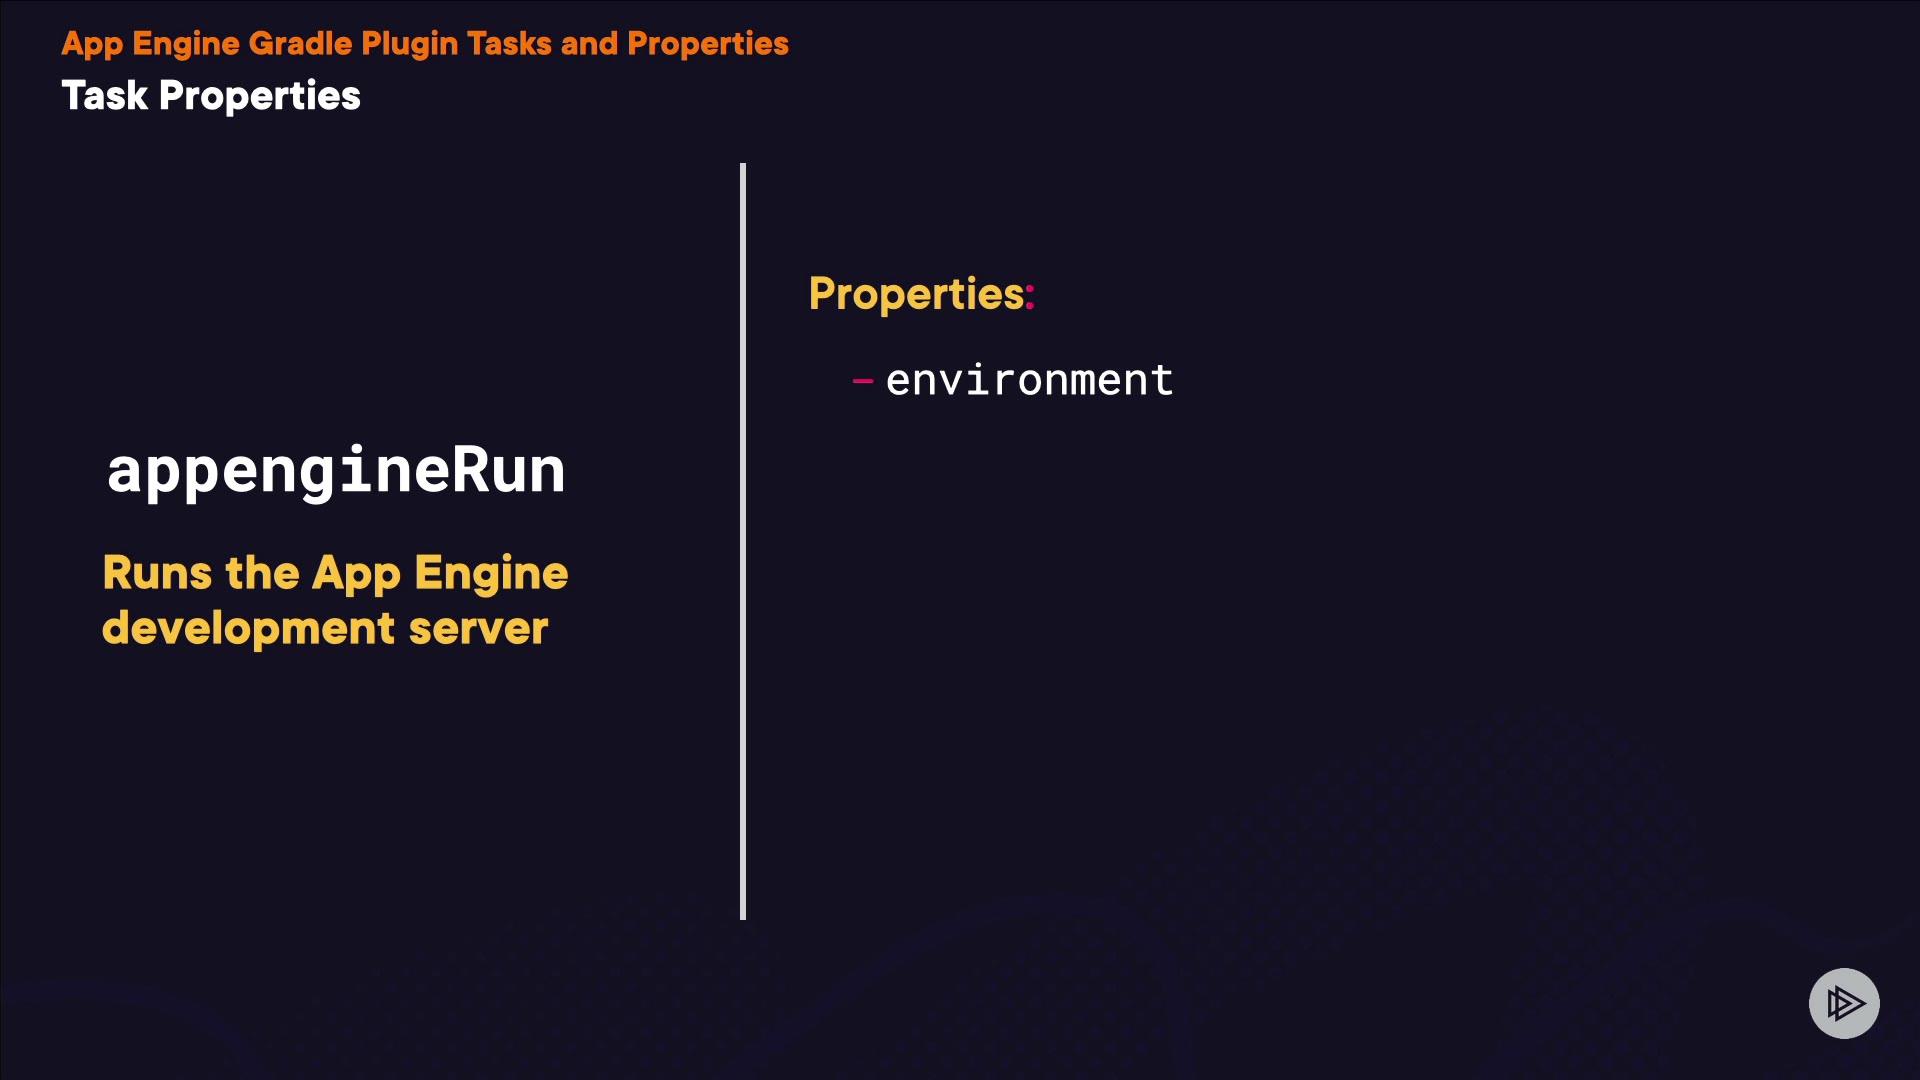 App Engine Gradle Plugin Tasks and Properties
Task Properties
appengineRun
Runs the App Engine
development server
Properties:
– environment